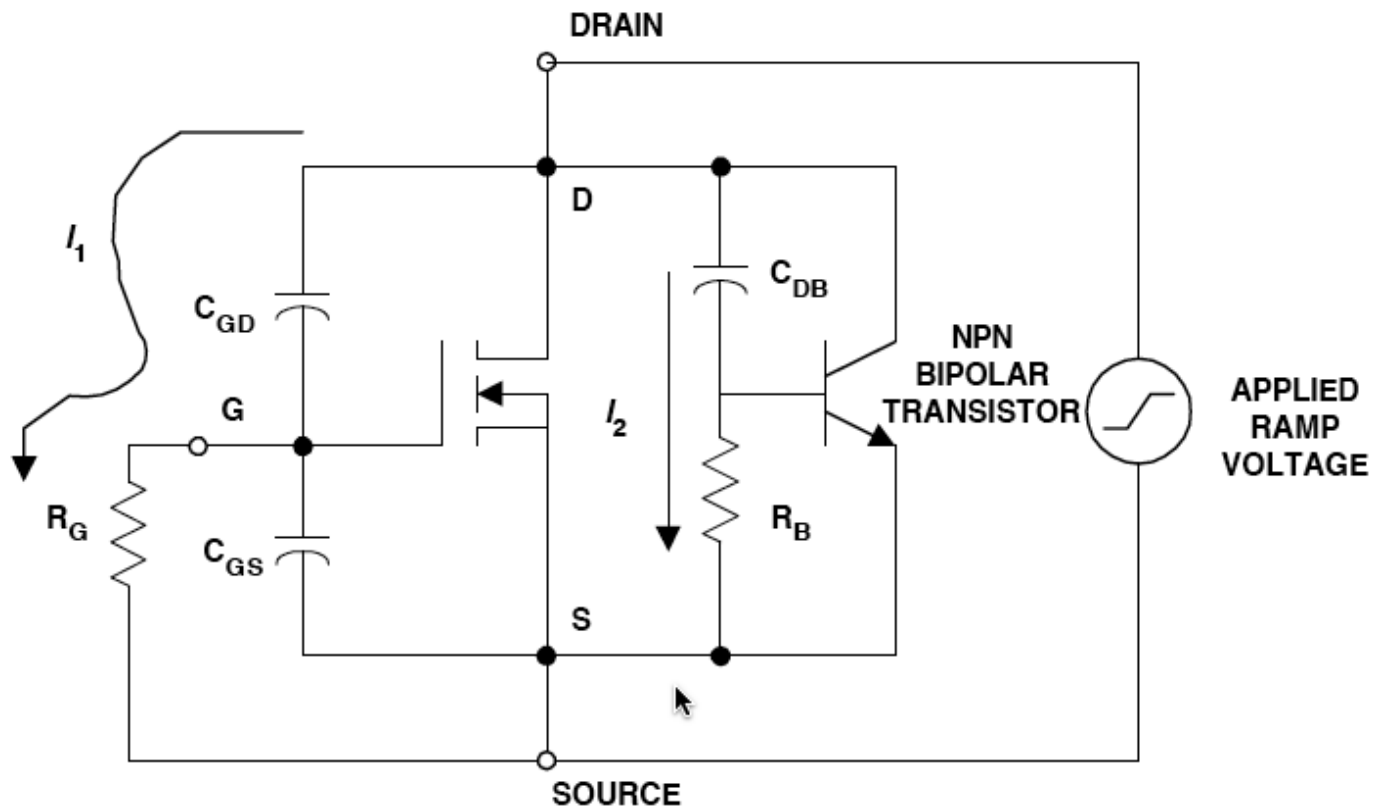 DRAIN
D
I1
CGD
CDB
NPN
BIPOLAR
TRANSISTOR
APPLIED
RAMP
VOLTAGE
G
I2
RG
CGS
RB
S
SOURCE